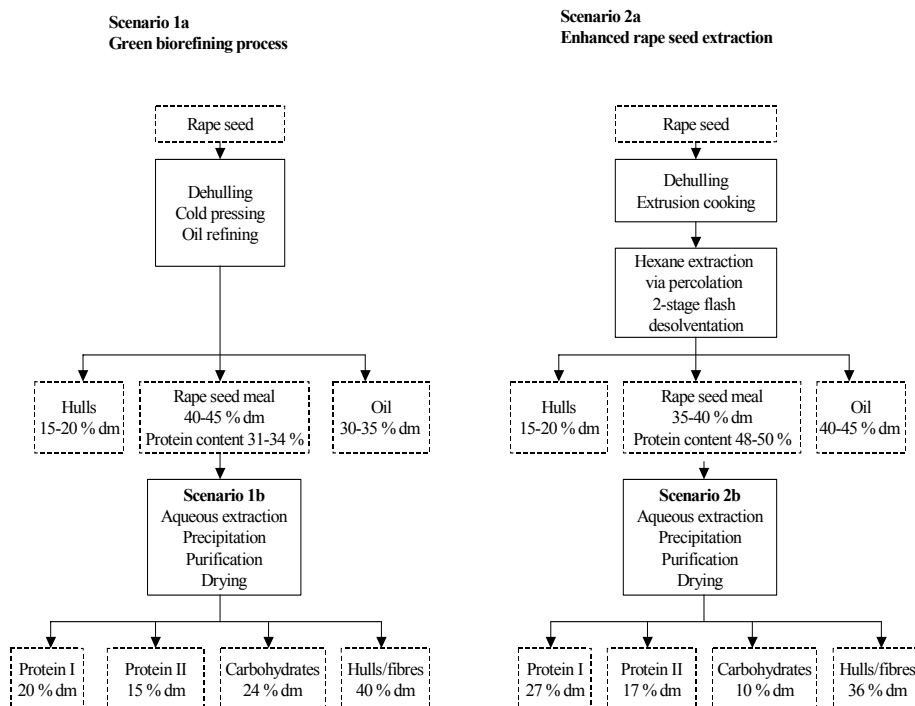 Scenario 1a
Green biorefining process
Rape seed
Dehulling
Cold pressing
Oil refining
Hulls
15-20 % dm
Rape seed meal
40-45 % dm
Protein content 31-34 %
Oil
30-35 % dm
Scenario 1b
Aqueous extraction
Precipitation
Purification
Drying
Protein I
20 % dm
Protein II
15 % dm
Carbohydrates
24 % dm
Hulls/fibres
40 % dm
Scenario 2a
Enhanced rape seed extraction
Rape seed
Dehulling
Extrusion cooking
Hexane extraction
via percolation
2-stage flash
desolventation
Hulls
15-20 % dm
Rape seed meal
35-40 % dm
Protein content 48-50 %
Oil
40-45 % dm
Scenario 2b
Aqueous extraction
Precipitation
Purification
Drying
Protein I
27 % dm
Protein II
17 % dm
Carbohydrates
10 % dm
Hulls/fibres
36 % dm